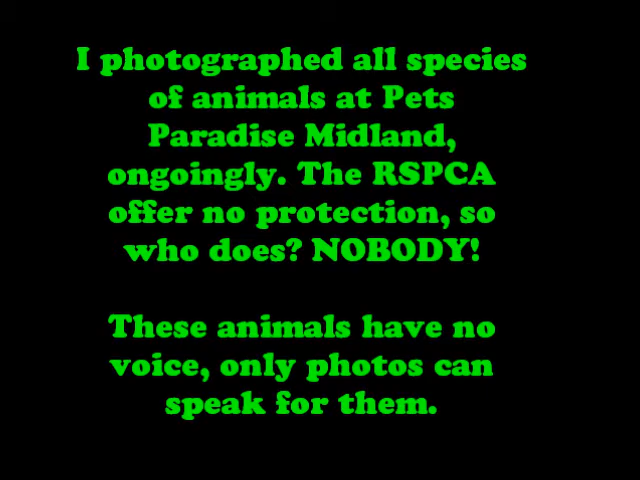 I photographed all species
of animals at Pets
Paradise Midland,
ongoingly. The RSPCA
offer no protection, so
who does? NOBODY!
These animals have no
voice, only photos can
speak for them.